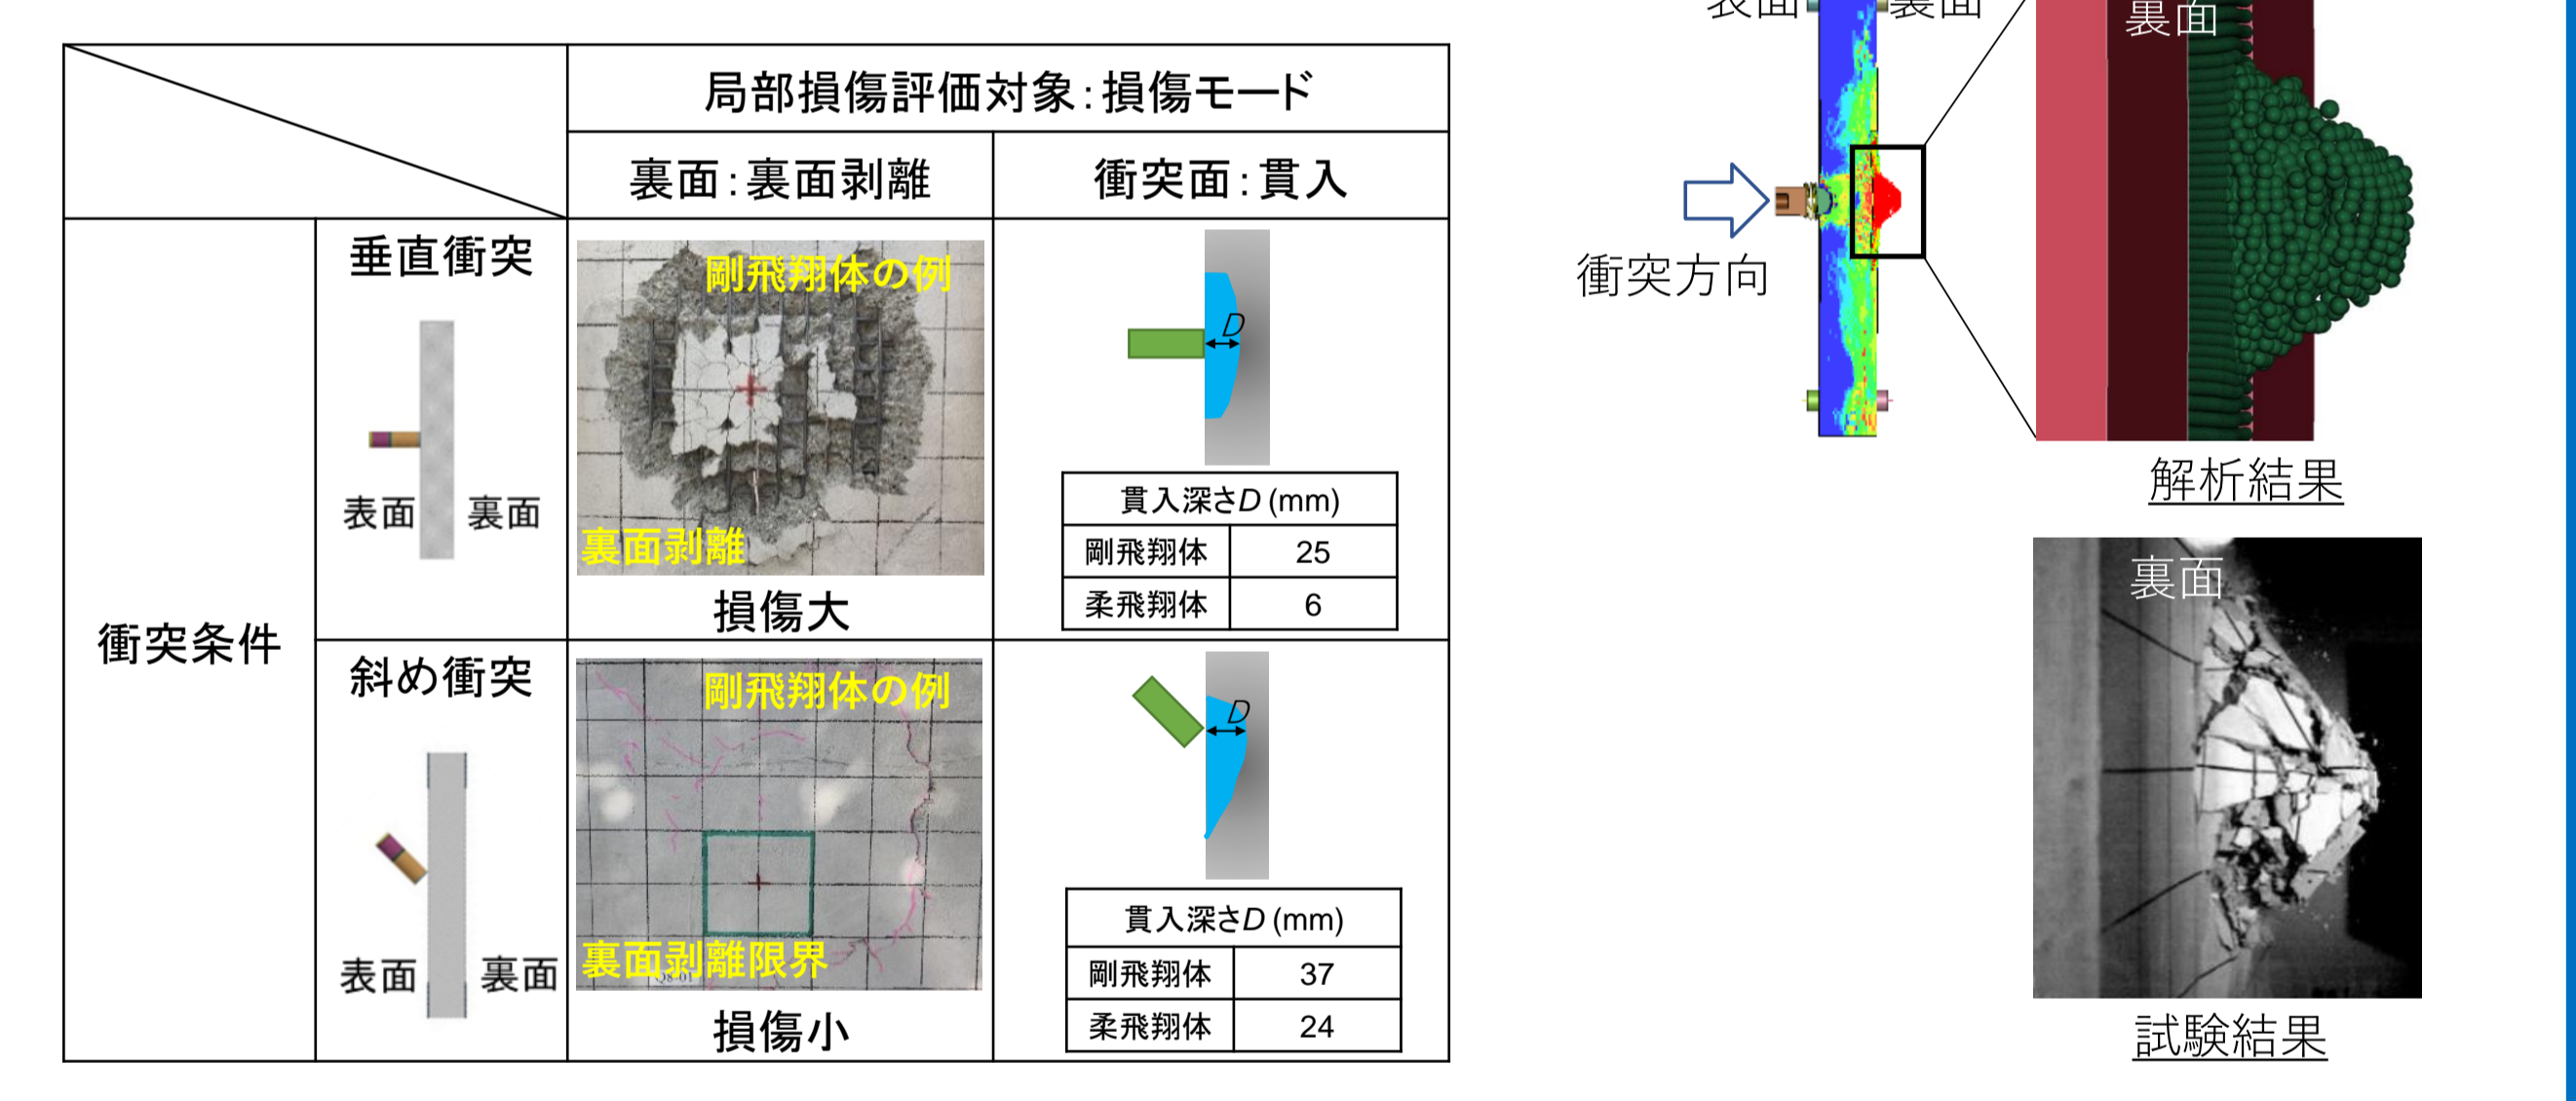 局部損傷評価対象：損傷モード
裏面：裏面剥離
衝突面：貫入
衝突条件
垂直衝突
表面
裏面
剛飛翔体の例
裏面剥離
損傷大
D
貫入深さD (mm)
剛飛翔体 25
柔飛翔体 6
斜め衝突
表面
裏面
剛飛翔体の例
裏面剥離限界
損傷小
D
貫入深さD (mm)
剛飛翔体 37
柔飛翔体 24
表面
裏面
衝突方向
裏面
解析結果
裏面
試験結果